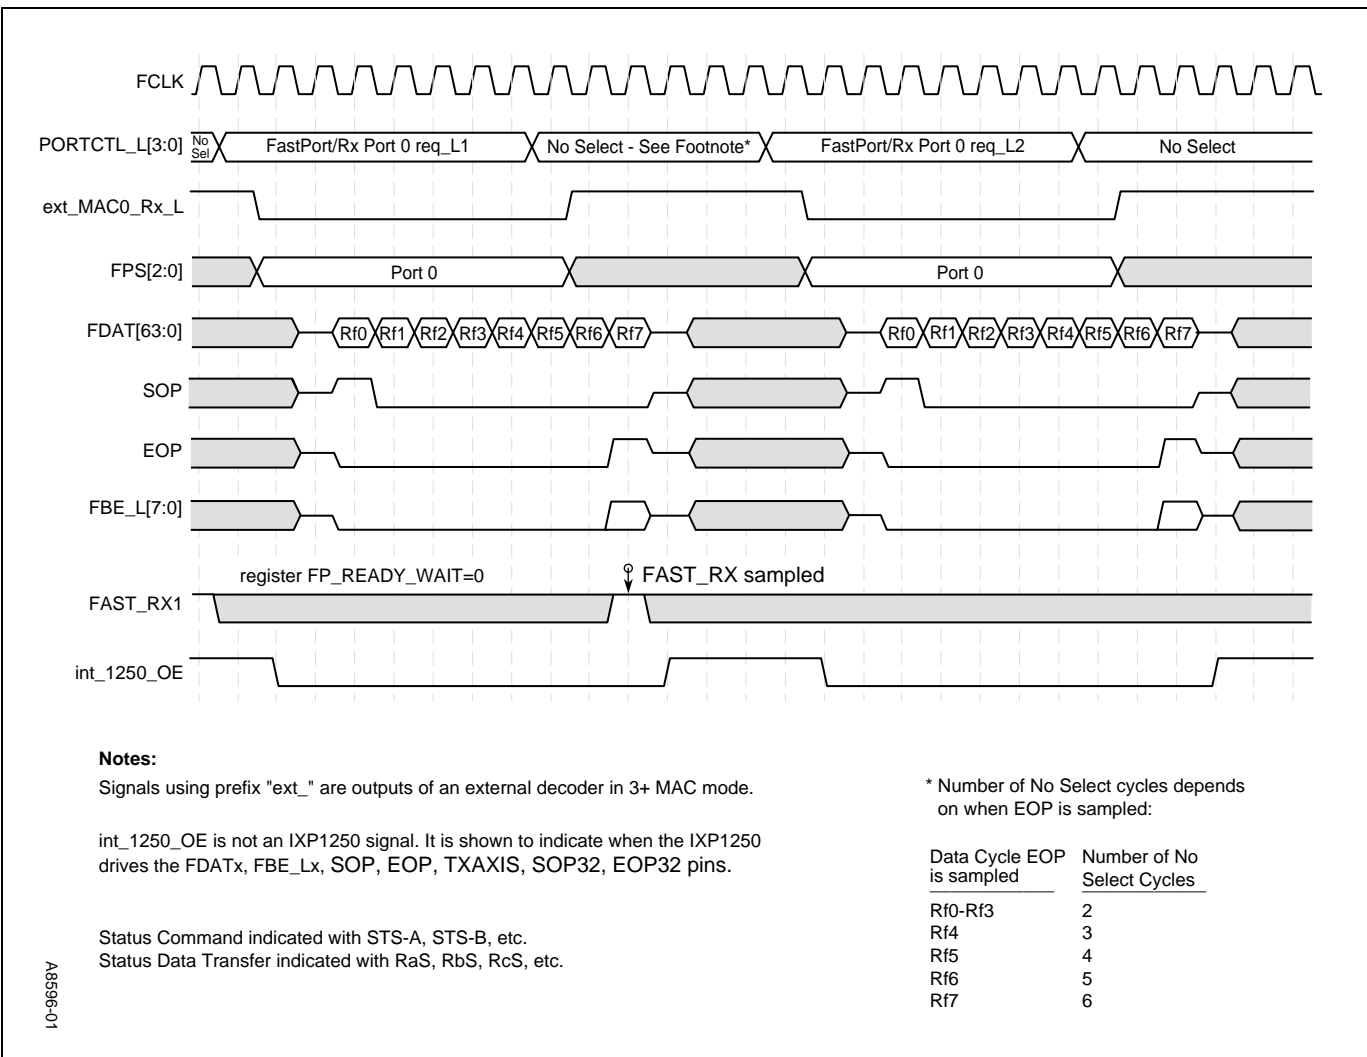 FCLK
PORTCTL_L[3:0] No Sel FastPort/Rx Port 0 req_L1 No Select - See Footnote* FastPort/Rx Port 0 req_L2 No Select
ext_MAC0_Rx_L
FPS[2:0] Port 0 Port 0
FDAT[63:0] Rf0 Rf1 Rf2 Rf3 Rf4 Rf5 Rf6 Rf7 Rf0 Rf1 Rf2 Rf3 Rf4 Rf5 Rf6 Rf7
SOP
EOP
FBE_L[7:0]
register FP_READY_WAIT=0 FAST_RX sampled
FAST_RX1
int_1250_OE
Notes:
Signals using prefix "ext_" are outputs of an external decoder in 3+ MAC mode.
int_1250_OE is not an IXP1250 signal. It is shown to indicate when the IXP1250
drives the FDATx, FBE_Lx, SOP, EOP, TXAXIS, SOP32, EOP32 pins.
Status Command indicated with STS-A, STS-B, etc.
Status Data Transfer indicated with RaS, RbS, RcS, etc.
* Number of No Select cycles depends
on when EOP is sampled:
Data Cycle EOP Number of No
is sampled Select Cycles
Rf0-Rf3 2
Rf4 3
Rf5 4
Rf6 5
Rf7 6
A8596-01